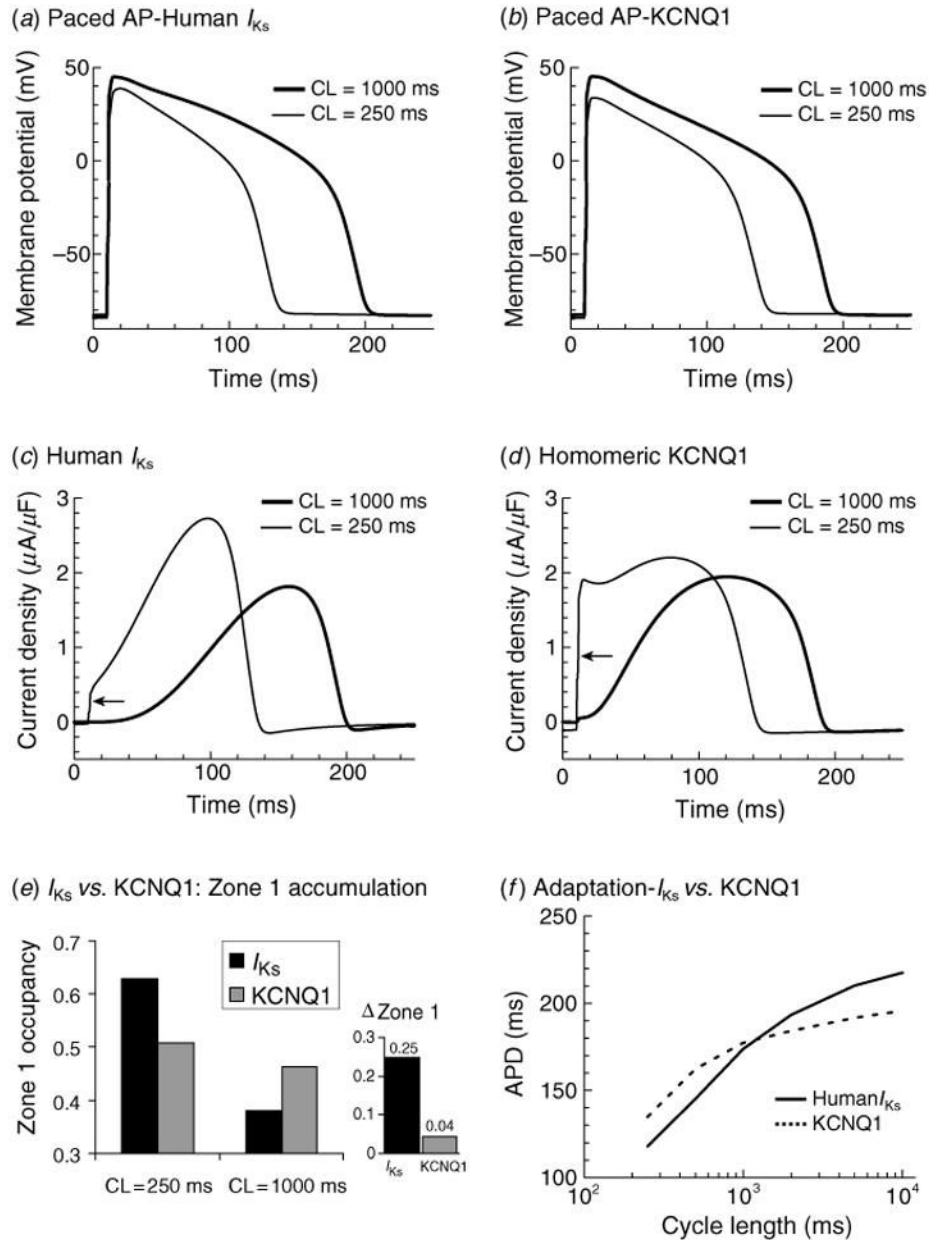 (a) Paced AP-Human IKs
Membrane potential (mV)
50
0
–50
CL = 1000 ms
CL = 250 ms
0 100 200
Time (ms)
(b) Paced AP-KCNQ1
Membrane potential (mV)
50
0
–50
CL = 1000 ms
CL = 250 ms
0 100 200
Time (ms)
(c) Human IKs
Current density (μA/μF)
3
2
1
0
CL = 1000 ms
CL = 250 ms
0 100 200
Time (ms)
(d) Homomeric KCNQ1
Current density (μA/μF)
3
2
1
0
CL = 1000 ms
CL = 250 ms
0 100 200
Time (ms)
(e) IKs vs. KCNQ1: Zone 1 accumulation
Zone 1 occupancy
0.7
0.6
0.5
0.4
0.3
IKs
KCNQ1
CL=250 ms CL=1000 ms
Δ Zone 1
0.3
0.2
0.1
0
0.25
0.04
IKs KCNQ1
(f) Adaptation-IKs vs. KCNQ1
APD (ms)
250
200
150
100
Human IKs
KCNQ1
10² 10³ 10⁴
Cycle length (ms)